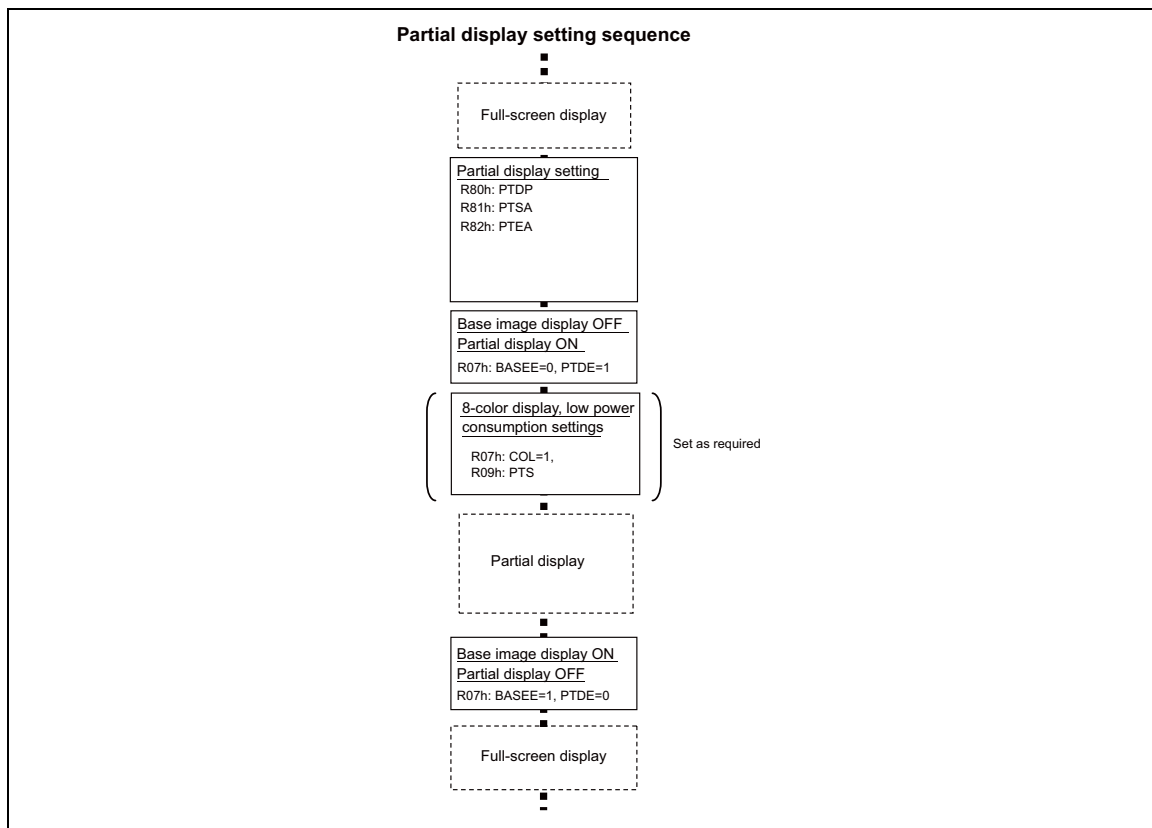 Partial display setting sequence
Full-screen display
Partial display setting
R80h: PTDP
R81h: PTSA
R82h: PTEA
Base image display OFF
Partial display ON
R07h: BASEE=0, PTDE=1
8-color display, low power
consumption settings
R07h: COL=1,
R09h: PTS
Set as required
Partial display
Base image display ON
Partial display OFF
R07h: BASEE=1, PTDE=0
Full-screen display